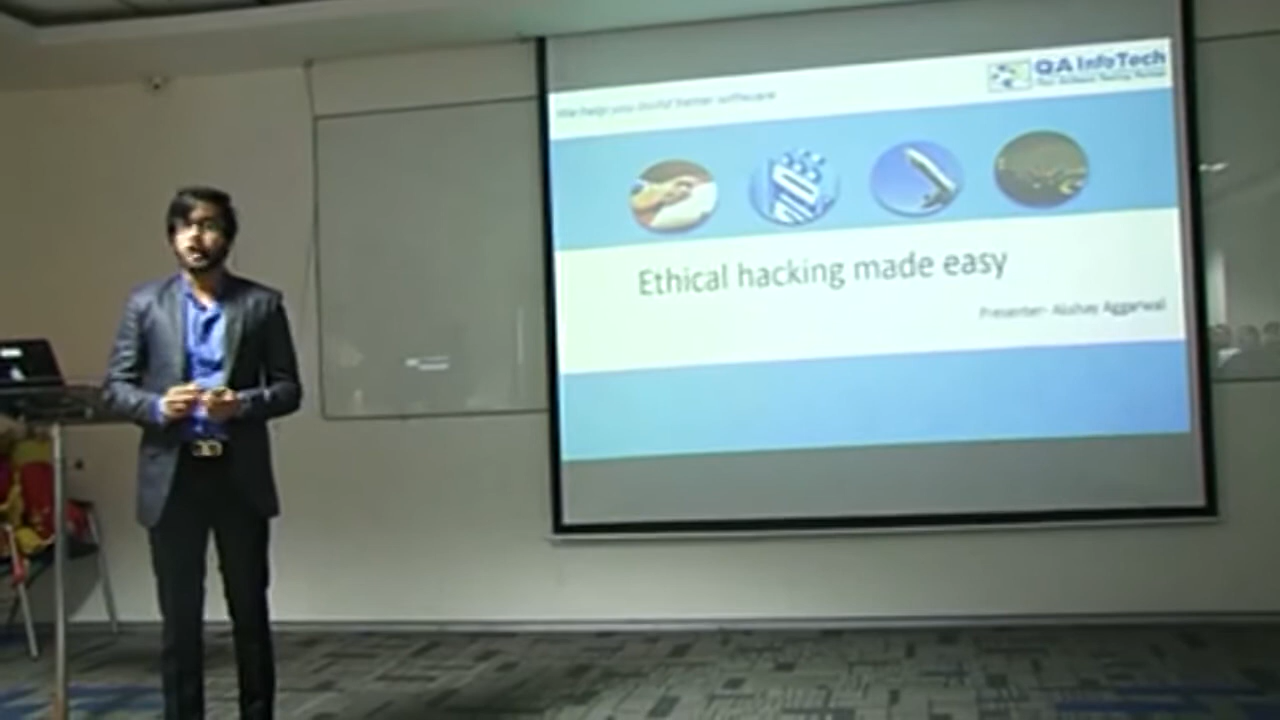 QA InfoTech
We help you build better software
Ethical hacking made easy
Presenter- Akshay Aggarwal